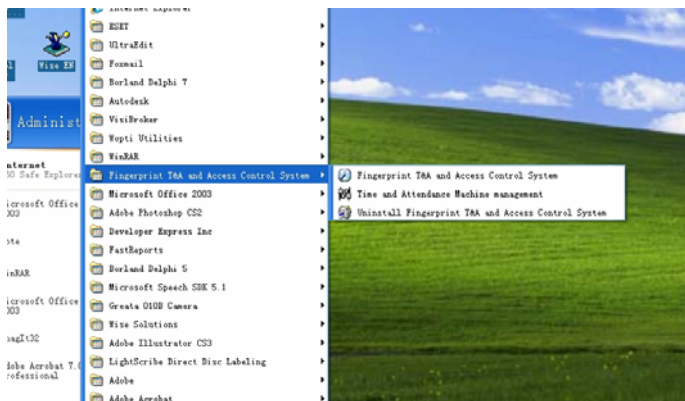 Wise EN
Administ
Internet Explorer
ESET
UltraEdit
Foxmail
Borland Delphi 7
Autodesk
VisiBroker
Wopti Utilities
WinRAR
Fingerprint T&A and Access Control System
Microsoft Office 2003
Adobe Photoshop CS2
Developer Express Inc
FastReports
Borland Delphi 5
Microsoft Speech SDK 5.1
Greata 010B Camera
Wise Solutions
Adobe Illustrator CS3
LightScribe Direct Disc Labeling
Adobe
Adobe Acrobat
Fingerprint T&A and Access Control System
Time and Attendance Machine management
Uninstall Fingerprint T&A and Access Control System
nternet
60 Safe Explore
icrosoft Office
003
ote
inRAR
icrosoft Office
003
nagIt32
dobe Acrobat 7.0
rofessional